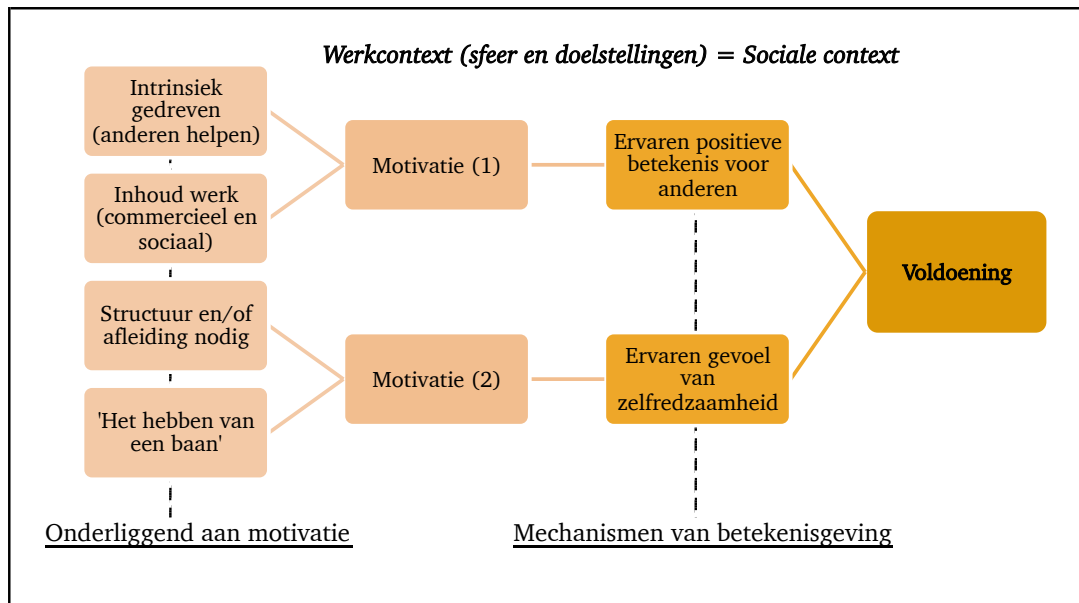 Werkcontext (sfeer en doelstellingen) = Sociale context
Intrinsiek
gedreven
(anderen helpen)
Inhoud werk
(commercieel en
sociaal)
Structuur en/of
afleiding nodig
'Het hebben van
een baan'
Motivatie (1)
Motivatie (2)
Ervaren positieve
betekenis voor
anderen
Ervaren gevoel
van
zelfredzaamheid
Voldoening
Onderliggend aan motivatie
Mechanismen van betekenisgeving